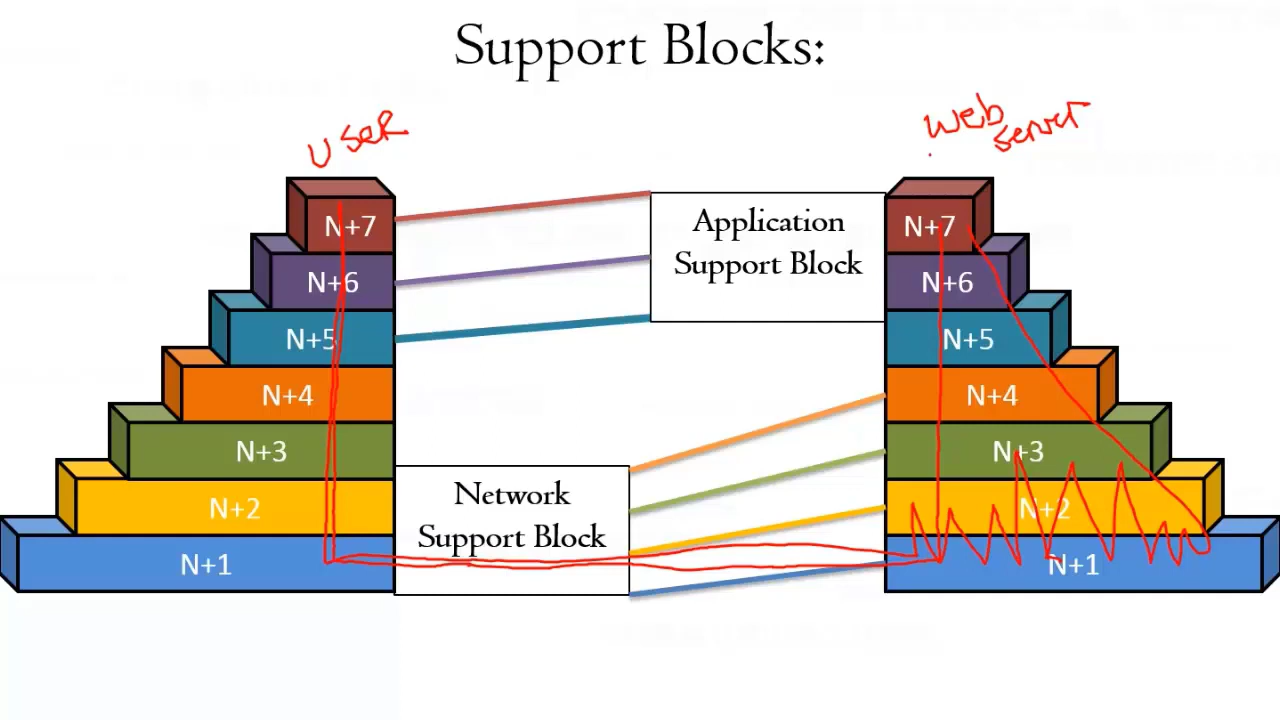 Support Blocks:
USeR
Web
server
N+7
N+6
N+5
N+4
N+3
N+2
N+1
Application
Support Block
Network
Support Block
N+7
N+6
N+5
N+4
N+3
N+2
N+1